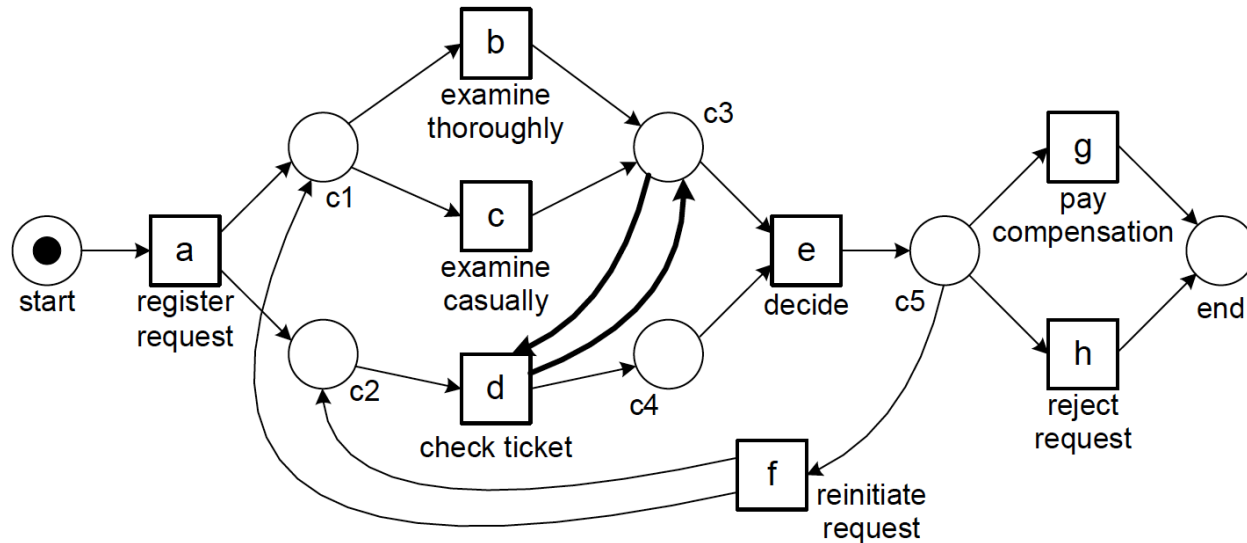 b
examine
thoroughly
c1
c
examine
casually
c3
start
a
register
request
c2
d
check ticket
c4
e
decide
c5
f
reinitiate
request
g
pay
compensation
h
reject
request
end